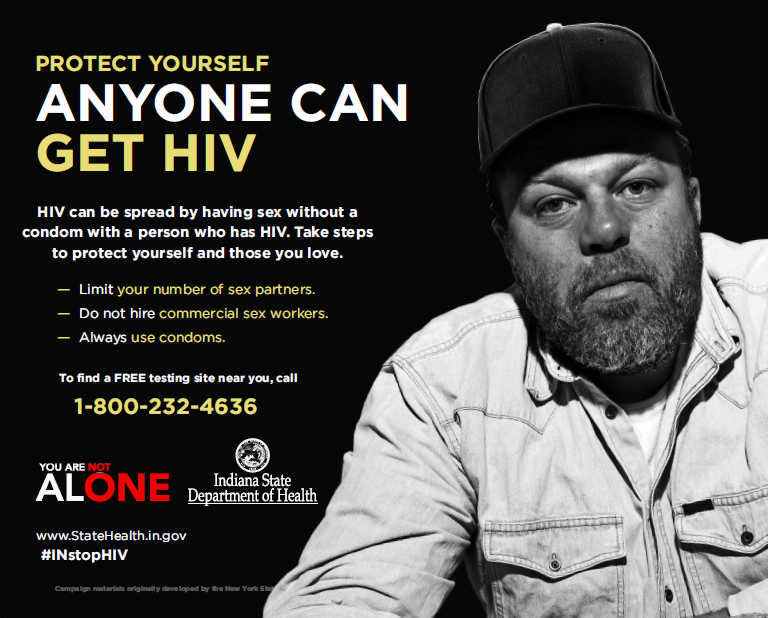 PROTECT YOURSELF
ANYONE CAN
GET HIV
HIV can be spread by having sex without a
condom with a person who has HIV. Take steps
to protect yourself and those you love.
— Limit your number of sex partners.
— Do not hire commercial sex workers.
— Always use condoms.
To find a FREE testing site near you, call
1-800-232-4636
YOU ARE NOT
ALONE
Indiana State
Department of Health
www.StateHealth.in.gov
#INstopHIV
Campaign materials originally developed by the New York